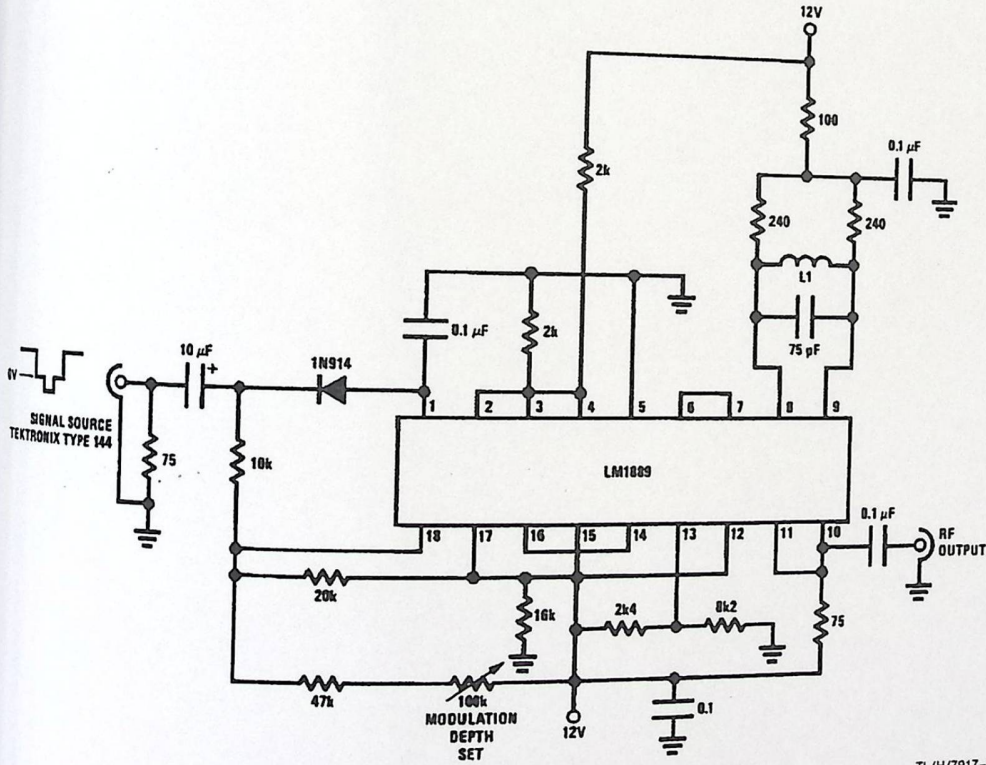 12V
100
0.1 µF
2k
240
240
L1
0.1 µF
2k
75 pF
10 µF
+
1N914
0V
SIGNAL SOURCE
TEKTRONIX TYPE 144
75
10k
1
2
3
4
5
6
7
8
9
LM1889
18
17
16
15
14
13
12
11
10
0.1 µF
RF
OUTPUT
20k
16k
2k4
8k2
75
47k
100k
MODULATION
DEPTH
SET
12V
0.1